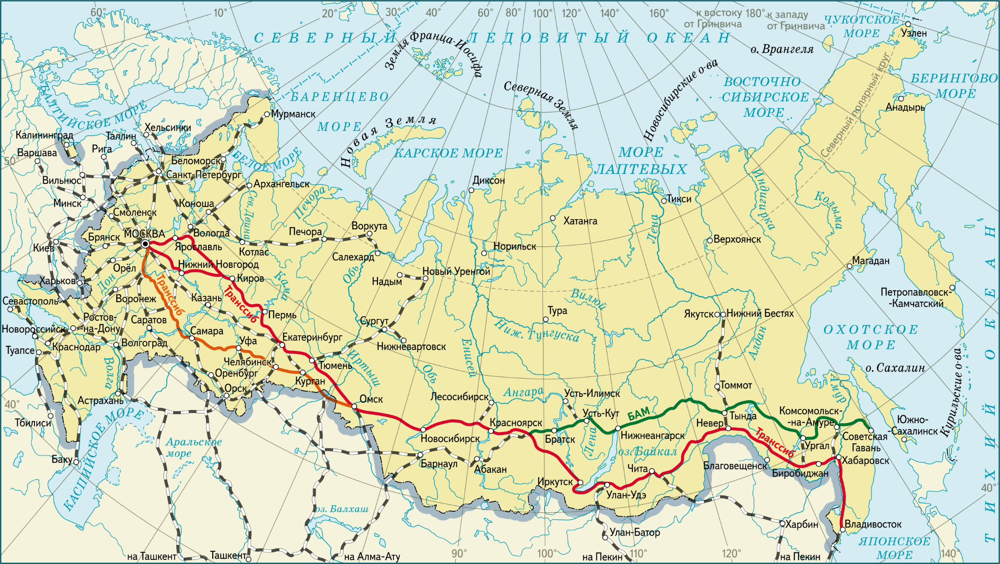 60°
10°
20°
30°
40°
60°
80°
100°
120°
140°
160°
к востоку
от Гринвича
180°
к западу
от Гринвича
ЧУКОТСКОЕ
МОРЕ
Уэлен
СЕВЕРНЫЙ ЛЕДОВИТЫЙ ОКЕАН
Земля Франца-Иосифа
о. Врангеля
Северная Земля
Новосибирские о-ва
ВОСТОЧНО-
-СИБИРСКОЕ
МОРЕ
Северный полярный круг
БЕРИНГОВО
МОРЕ
Анадырь
БАЛТИЙСКОЕ МОРЕ
БАРЕНЦЕВО
МОРЕ
Мурманск
Новая Земля
КАРСКОЕ МОРЕ
МОРЕ
ЛАПТЕВЫХ
Хельсинки
Калининград
Таллин
Варшава
Рига
50°
Беломорск
БЕЛОЕ МОРЕ
Санкт-Петербург
Вильнюс
Архангельск
Диксон
Индигирка
Колыма
Минск
Коноша
Сев. Двина
Печора
Тикси
Смоленск
Воркута
Хатанга
Лена
Брянск
МОСКВА
Вологда
Печора
Верхоянск
Киев
Ярославль
Котлас
Салехард
Норильск
Орёл
Нижний Новгород
Магадан
Харьков
Дон
Киров
Кама
Обь
Надым
Новый Уренгой
Транссиб
Транссиб
Севастополь
Воронеж
Казань
Вилюй
Петропавловск-
-Камчатский
Ростов-
-на-Дону
Саратов
Пермь
Тура
Якутск
Нижний Бестях
Новороссийск
Самара
Сургут
Ниж. Тунгуска
Алдан
ОХОТСКОЕ
МОРЕ
ТИХИЙ ОКЕАН
Туапсе
Краснодар
Волгоград
Уфа
Екатеринбург
Нижневартовск
Енисей
Волга
Челябинск
Тюмень
Иртыш
Обь
о. Сахалин
Курильские о-ва
Оренбург
Курган
Томмот
Амур
40°
Астрахань
Орск
Омск
Лесосибирск
Ангара
Усть-Илимск
Тбилиси
Усть-Кут
БАМ
Тында
Комсомольск-
-на-Амуре
КАСПИЙСКОЕ МОРЕ
Аральское
море
Новосибирск
Красноярск
Братск
Лена
Нижнеангарск
Невер
Транссиб
Ургал
Советская
Гавань
Южно-
-Сахалинск
Баку
Барнаул
Абакан
оз. Байкал
Благовещенск
Хабаровск
Иркутск
Чита
Биробиджан
40°
Улан-Удэ
оз. Балхаш
Улан-Батор
Харбин
Владивосток
ЯПОНСКОЕ
МОРЕ
на Ташкент
Ташкент
на Алма-Ату
90°
100°
на Пекин
110°
120°
на Пекин
140°